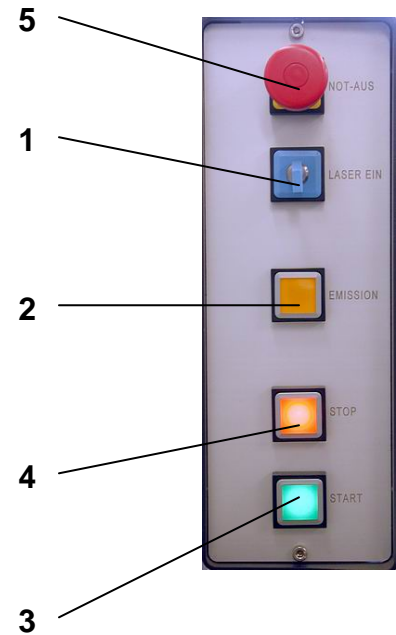 5
NOT-AUS
1
LASER EIN
2
EMISSION
STOP
4
START
3